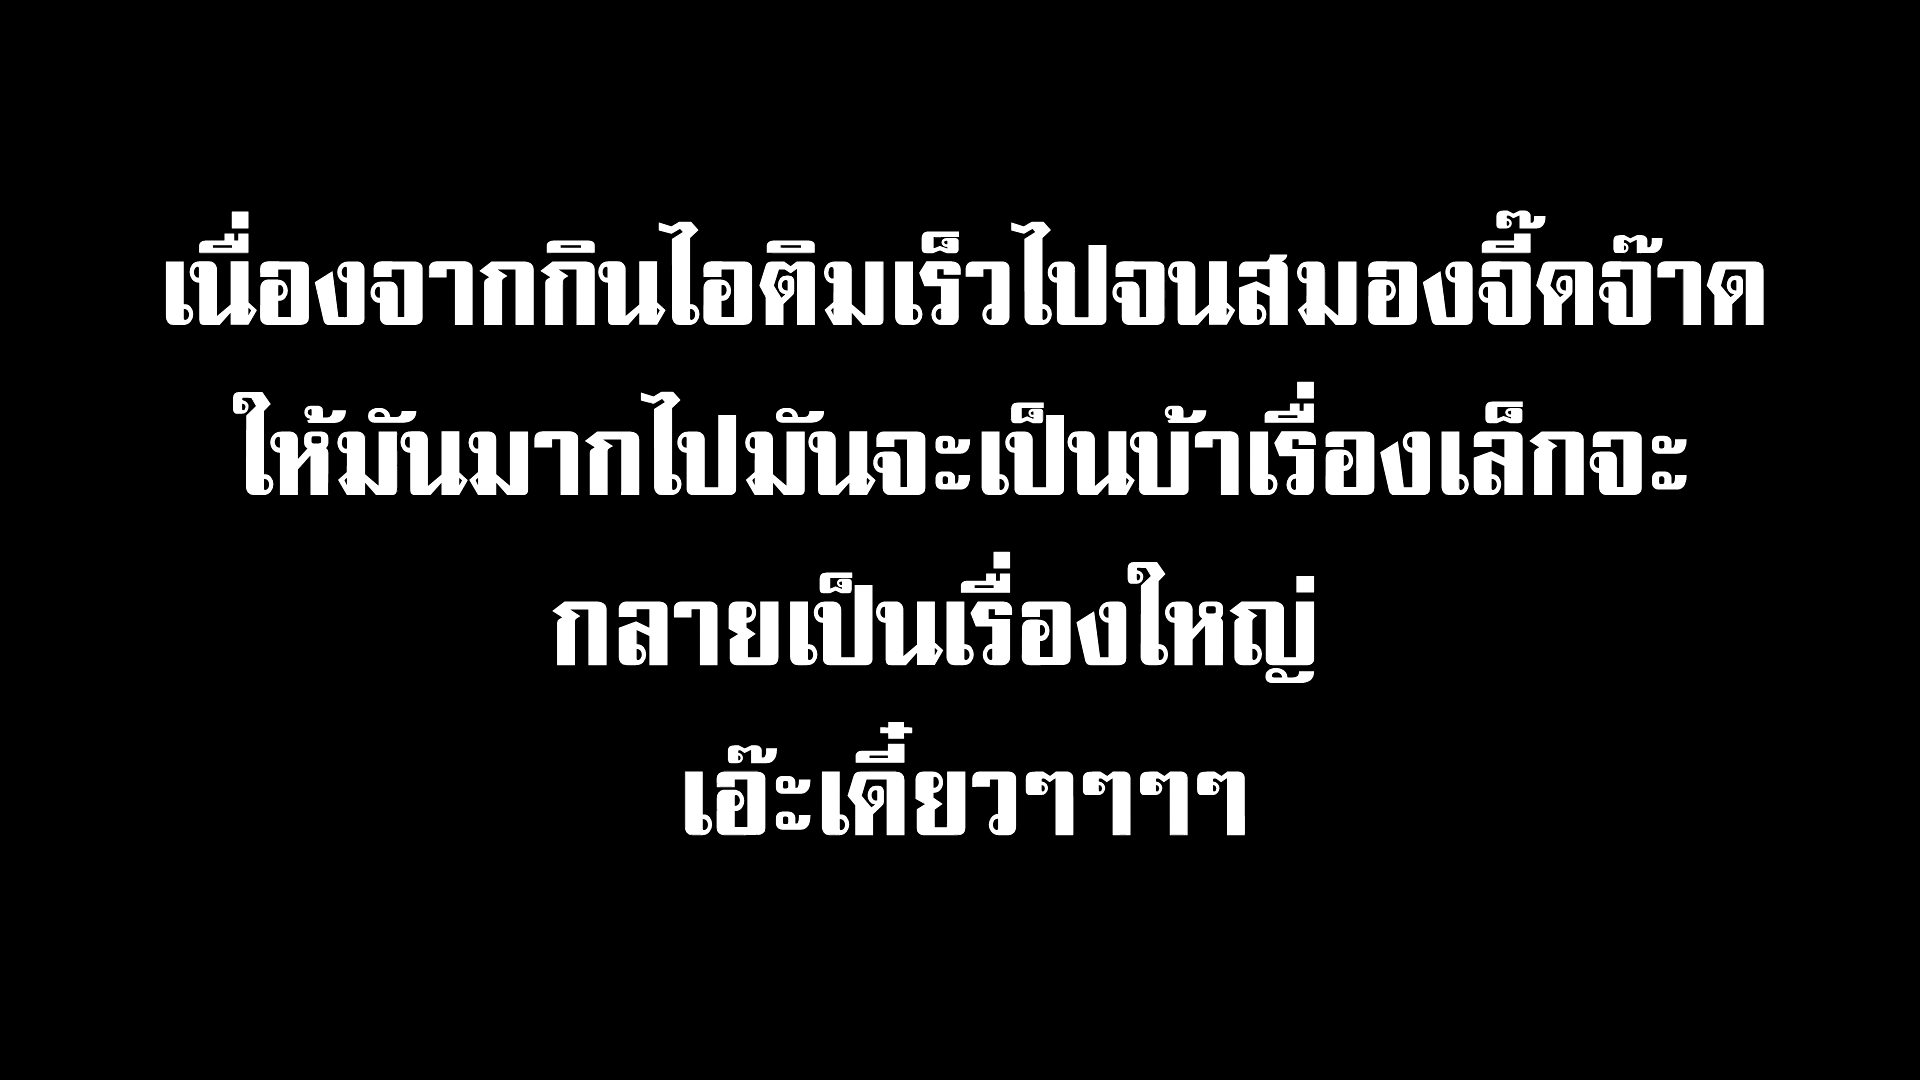 เนื่องจากกินไอติมเร็วไปจนสมองจี๊ดจ๊าด
ให้มันมากไปมันจะเป็นบ้าเรื่องเล็กจะ
กลายเป็นเรื่องใหญ่
เอ๊ะเดี๋ยวๆๆๆๆ